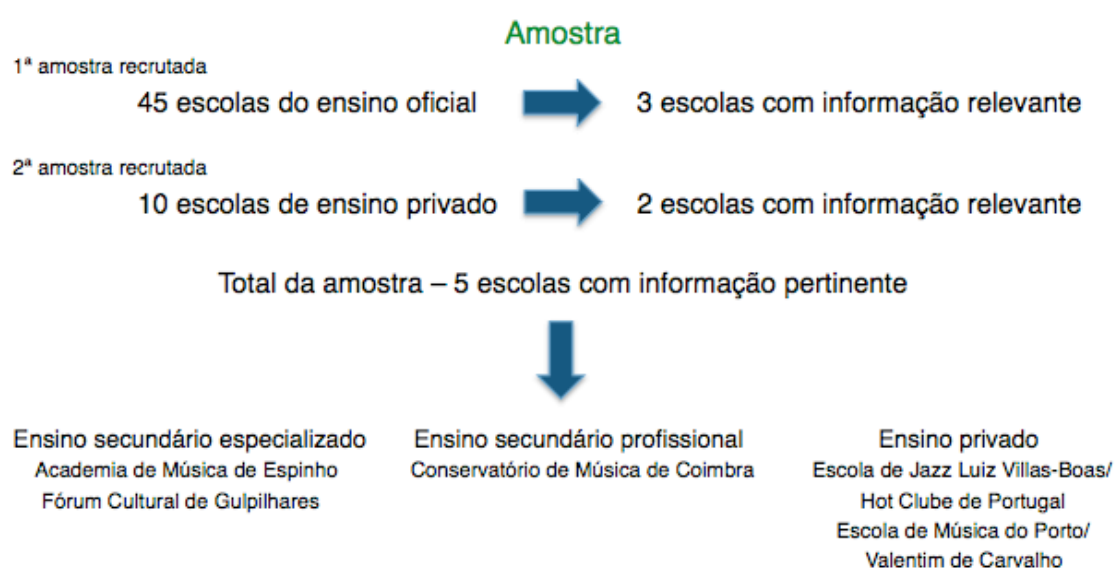 Amostra
1ª amostra recrutada
45 escolas do ensino oficial
3 escolas com informação relevante
2ª amostra recrutada
10 escolas de ensino privado
2 escolas com informação relevante
Total da amostra – 5 escolas com informação pertinente
Ensino secundário especializado
Academia de Música de Espinho
Fórum Cultural de Gulpilhares
Ensino secundário profissional
Conservatório de Música de Coimbra
Ensino privado
Escola de Jazz Luiz Villas-Boas/
Hot Clube de Portugal
Escola de Música do Porto/
Valentim de Carvalho